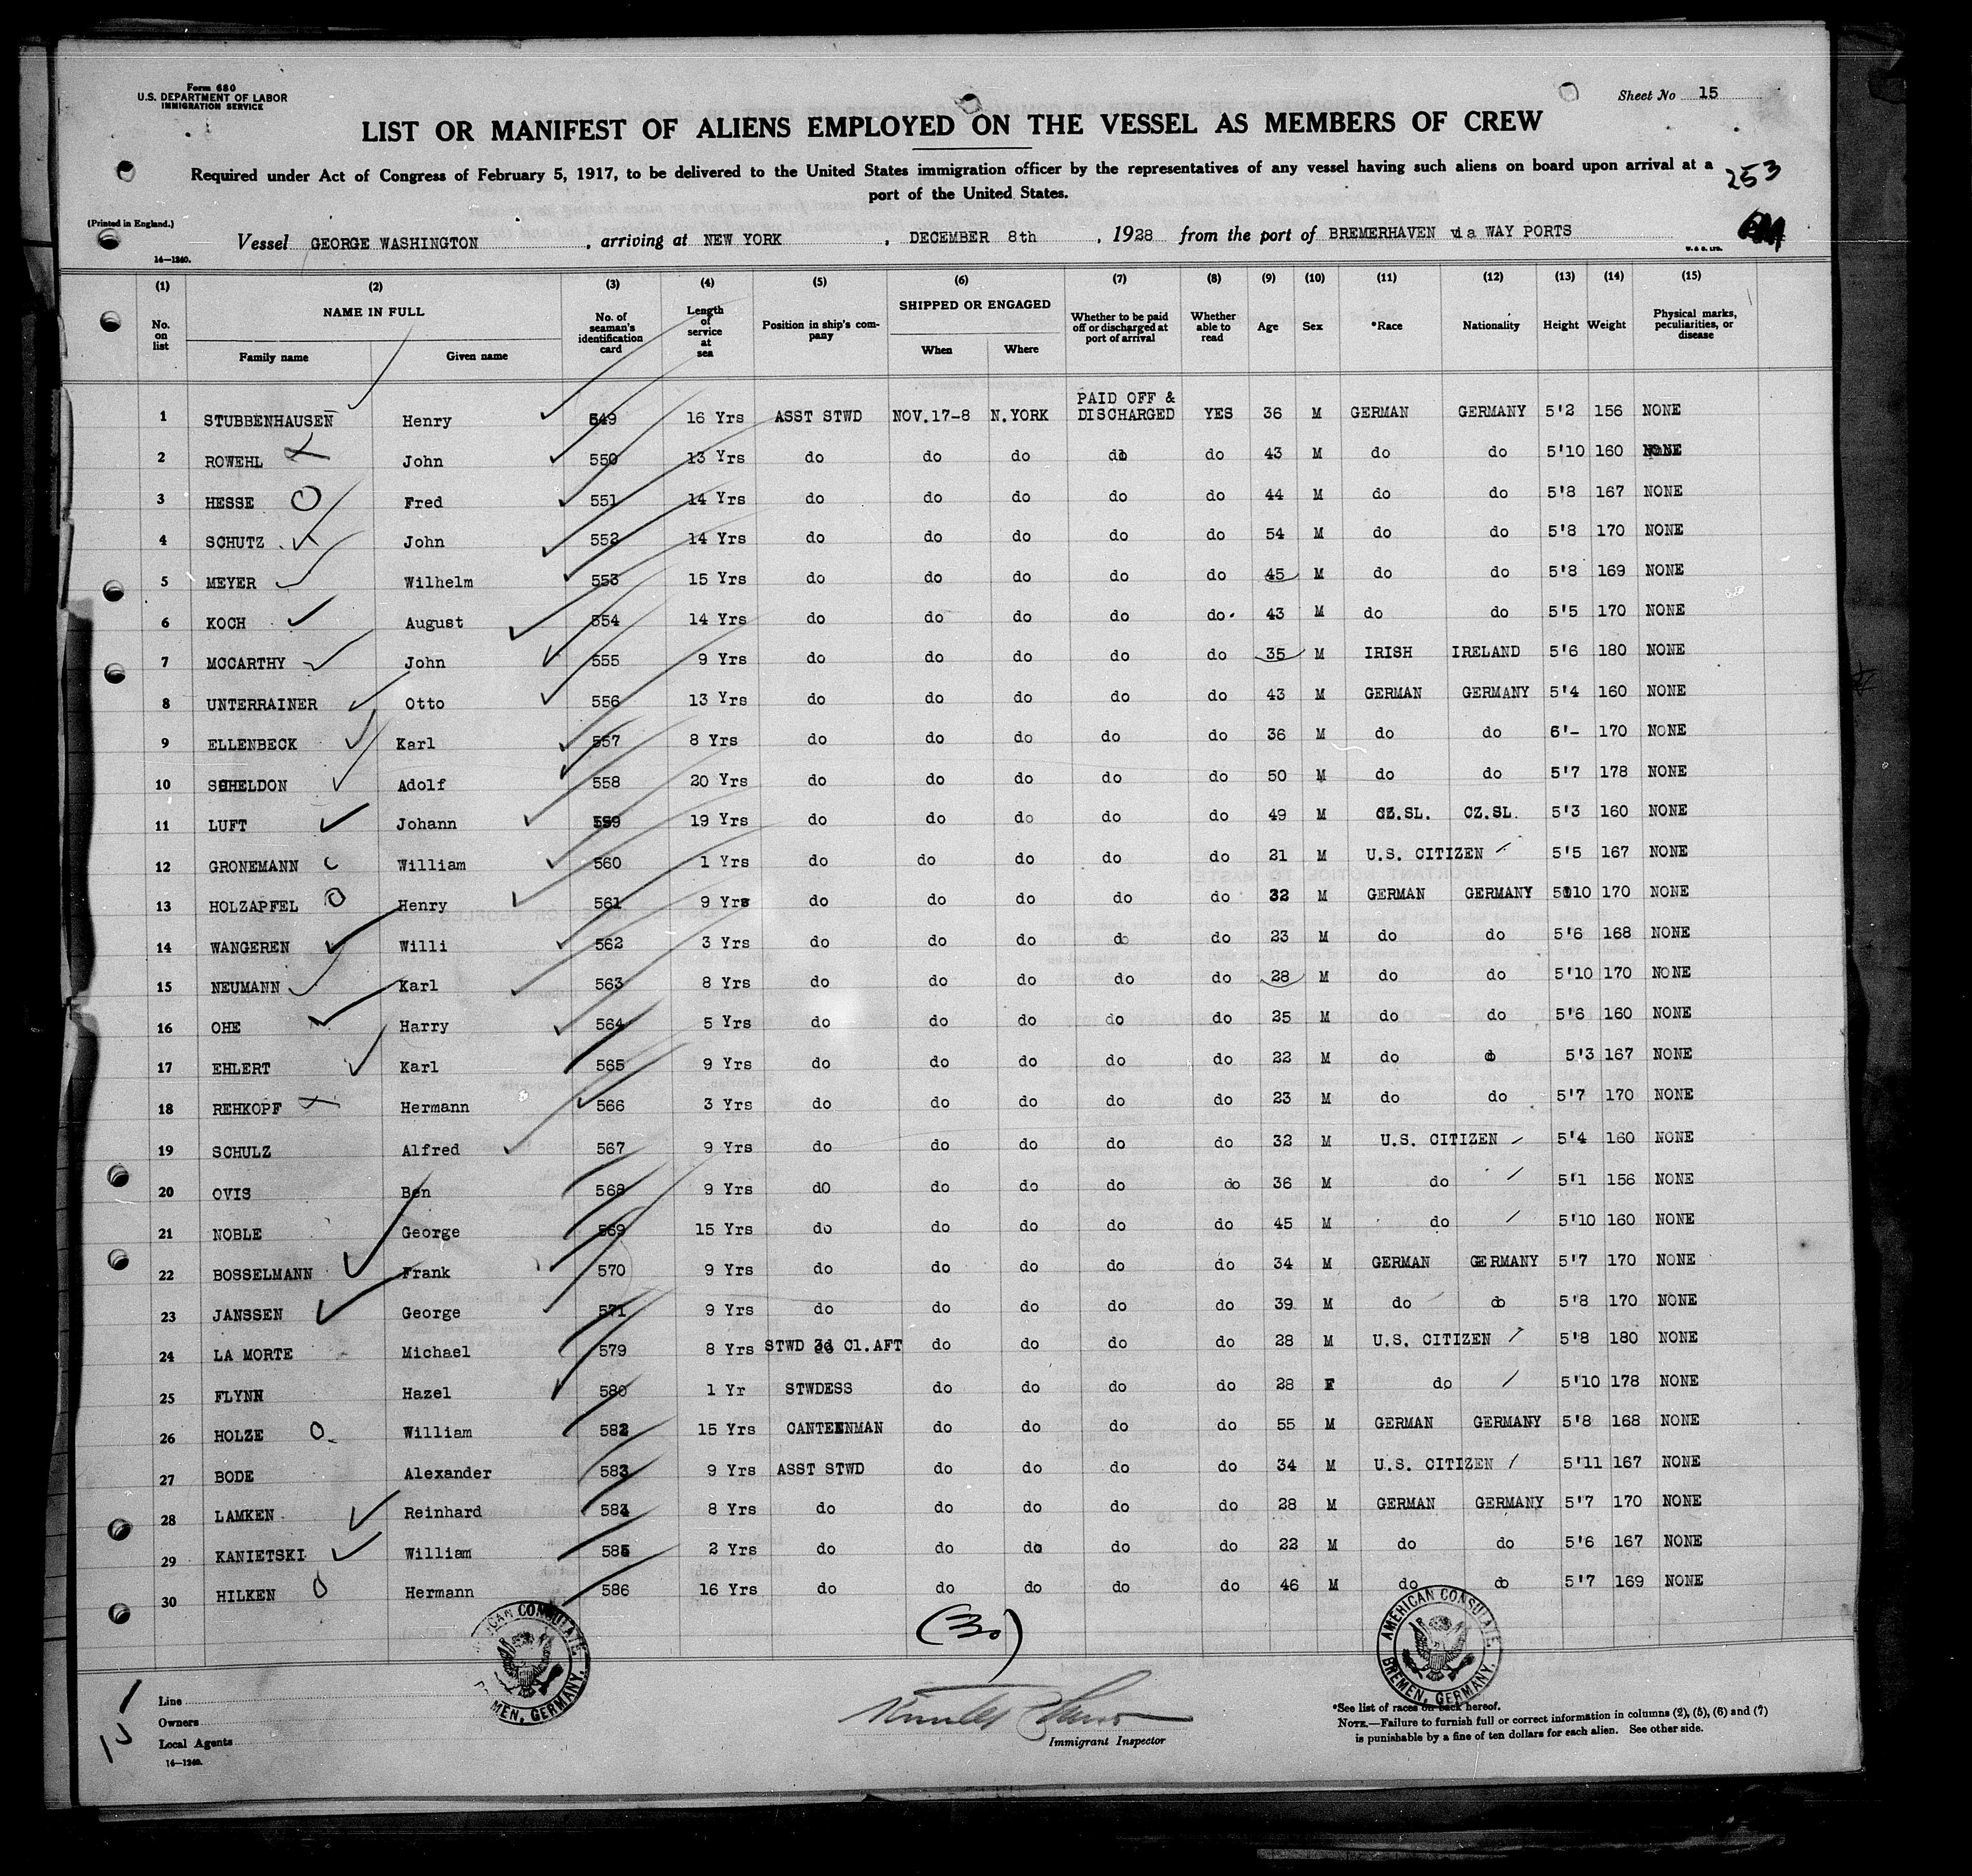 Form 680
U.S. DEPARTMENT OF LABOR
IMMIGRATION SERVICE
Sheet No 15
LIST OR MANIFEST OF ALIENS EMPLOYED ON THE VESSEL AS MEMBERS OF CREW
Required under Act of Congress of February 5, 1917, to be delivered to the United States immigration officer by the representatives of any vessel having such aliens on board upon arrival at a
port of the United States.
253
(Printed in England.)
Vessel GEORGE WASHINGTON, arriving at NEW YORK, DECEMBER 8th, 1928 from the port of BREMERHAVEN via WAY PORTS
14—1240.
W. & S. LTD.
(1) (2) (3) (4) (5) (6) (7) (8) (9) (10) (11) (12) (13) (14) (15)
No. on list NAME IN FULL Family name Given name No. of seaman's identification card Length of service at sea Position in ship's company SHIPPED OR ENGAGED When Where Whether to be paid off or discharged at port of arrival Whether able to read Age Sex *Race Nationality Height Weight Physical marks, peculiarities, or disease
1 STUBBENHAUSEN Henry 549 16 Yrs ASST STWD NOV.17-8 N.YORK PAID OFF & DISCHARGED YES 36 M GERMAN GERMANY 5'2 156 NONE
2 ROWEHL John 550 13 Yrs do do do do do 43 M do do 5'10 160 NONE
3 HESSE Fred 551 14 Yrs do do do do do 44 M do do 5'8 167 NONE
4 SCHUTZ John 552 14 Yrs do do do do do 54 M do do 5'8 170 NONE
5 MEYER Wilhelm 553 15 Yrs do do do do do 45 M do do 5'8 169 NONE
6 KOCH August 554 14 Yrs do do do do do 43 M do do 5'5 170 NONE
7 MCCARTHY John 555 9 Yrs do do do do do 35 M IRISH IRELAND 5'6 180 NONE
8 UNTERRAINER Otto 556 13 Yrs do do do do do 43 M GERMAN GERMANY 5'4 160 NONE
9 ELLENBECK Karl 557 8 Yrs do do do do do 36 M do do 6'- 170 NONE
10 SHELDON Adolf 558 20 Yrs do do do do do 50 M do do 5'7 178 NONE
11 LUFT Johann 559 19 Yrs do do do do do 49 M CZ.SL. CZ.SL. 5'3 160 NONE
12 GRONEMANN William 560 1 Yrs do do do do do 21 M U.S. CITIZEN 5'5 167 NONE
13 HOLZAPFEL Henry 561 9 Yrs do do do do do 32 M GERMAN GERMANY 5'10 170 NONE
14 WANGEREN Willi 562 3 Yrs do do do do do 23 M do do 5'6 168 NONE
15 NEUMANN Karl 563 8 Yrs do do do do do 28 M do do 5'10 170 NONE
16 OHE Harry 564 5 Yrs do do do do do 25 M do do 5'6 160 NONE
17 EHLERT Karl 565 9 Yrs do do do do do 22 M do do 5'3 167 NONE
18 REHKOPF Hermann 566 3 Yrs do do do do do 23 M do do 5'7 170 NONE
19 SCHULZ Alfred 567 9 Yrs do do do do do 32 M U.S. CITIZEN 5'4 160 NONE
20 OVIS Ben 568 9 Yrs dO do do do do 36 M do 5'1 156 NONE
21 NOBLE George 569 15 Yrs do do do do do 45 M do 5'10 160 NONE
22 BOSSELMANN Frank 570 9 Yrs do do do do do 34 M GERMAN GERMANY 5'7 170 NONE
23 JANSSEN George 571 9 Yrs do do do do do 39 M do do 5'8 170 NONE
24 LA MORTE Michael 579 8 Yrs STWD 3d Cl.AFT do do do do 28 M U.S. CITIZEN 5'8 180 NONE
25 FLYNN Hazel 580 1 Yr STWDESS do do do do 28 F do 5'10 178 NONE
26 HOLZE William 582 15 Yrs CANTEENMAN do do do do 55 M GERMAN GERMANY 5'8 168 NONE
27 BODE Alexander 583 9 Yrs ASST STWD do do do do 34 M U.S. CITIZEN 5'11 167 NONE
28 LAMKEN Reinhard 584 8 Yrs do do do do do 28 M GERMAN GERMANY 5'7 170 NONE
29 KANIETSKI William 585 2 Yrs do do do do do 22 M do do 5'6 167 NONE
30 HILKEN Hermann 586 16 Yrs do do do do do 46 M do do 5'7 169 NONE
(30)
AMERICAN CONSULATE, BREMEN, GERMANY.
AMERICAN CONSULATE, BREMEN, GERMANY.
Line
Owners
Local Agents
14—1240.
Immigrant Inspector
*See list of races on back hereof.
NOTE.—Failure to furnish full or correct information in columns (2), (5), (6) and (7)
is punishable by a fine of ten dollars for each alien. See other side.